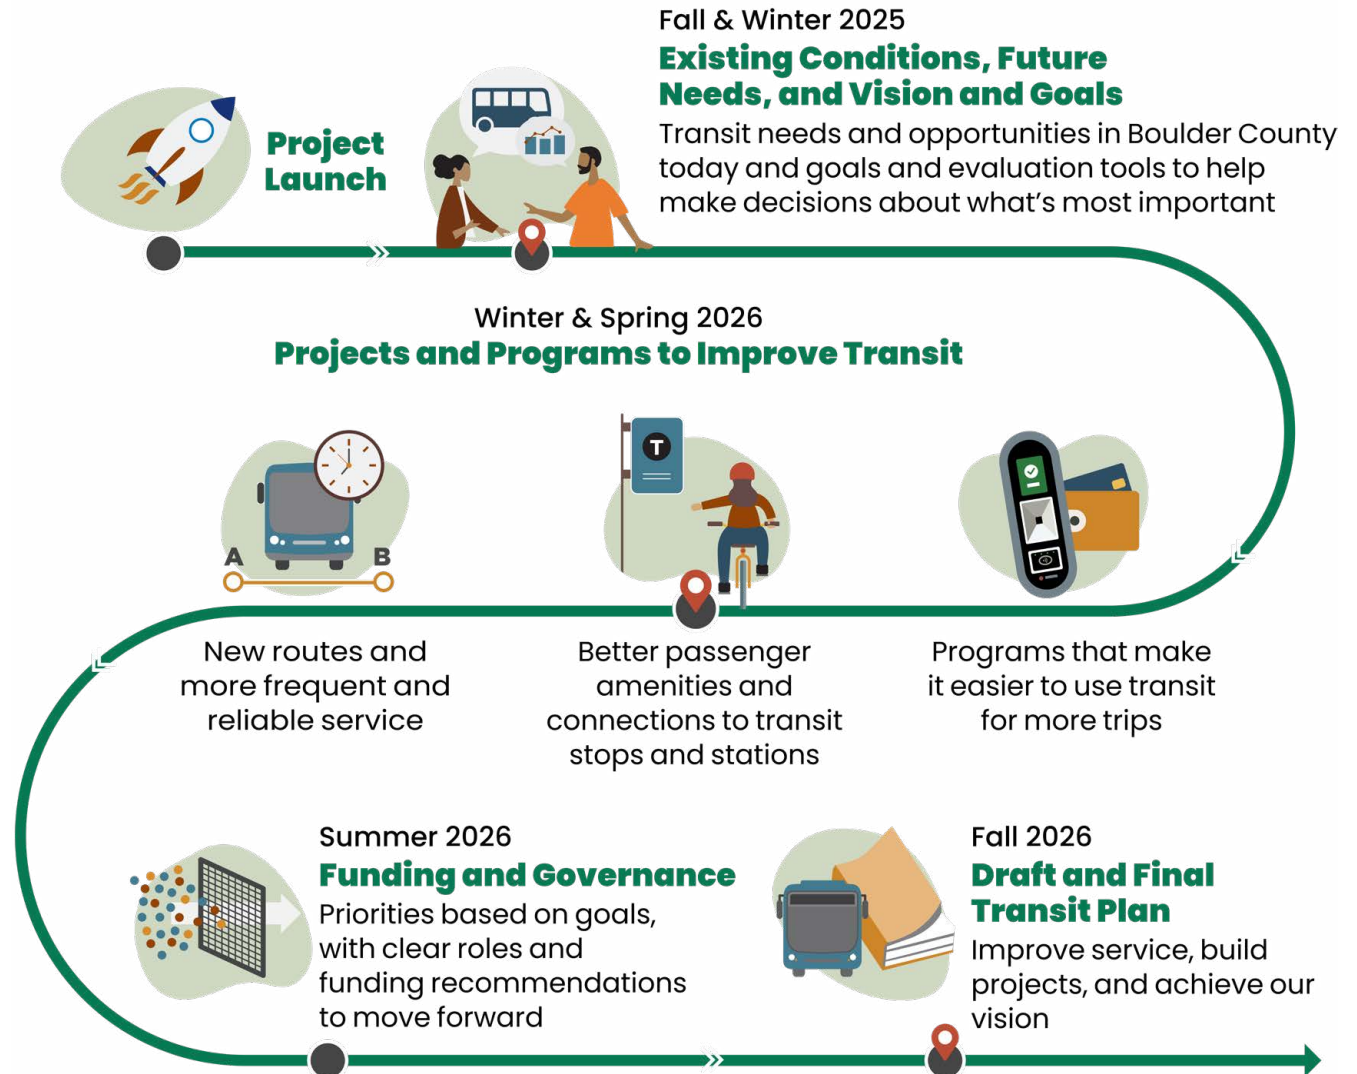 Fall & Winter 2025
Existing Conditions, Future
Needs, and Vision and Goals
Transit needs and opportunities in Boulder County
today and goals and evaluation tools to help
make decisions about what's most important
Project
Launch
Winter & Spring 2026
Projects and Programs to Improve Transit
T
A B
New routes and
more frequent and
reliable service
Better passenger
amenities and
connections to transit
stops and stations
Programs that make
it easier to use transit
for more trips
Summer 2026
Funding and Governance
Priorities based on goals,
with clear roles and
funding recommendations
to move forward
Fall 2026
Draft and Final
Transit Plan
Improve service, build
projects, and achieve our
vision